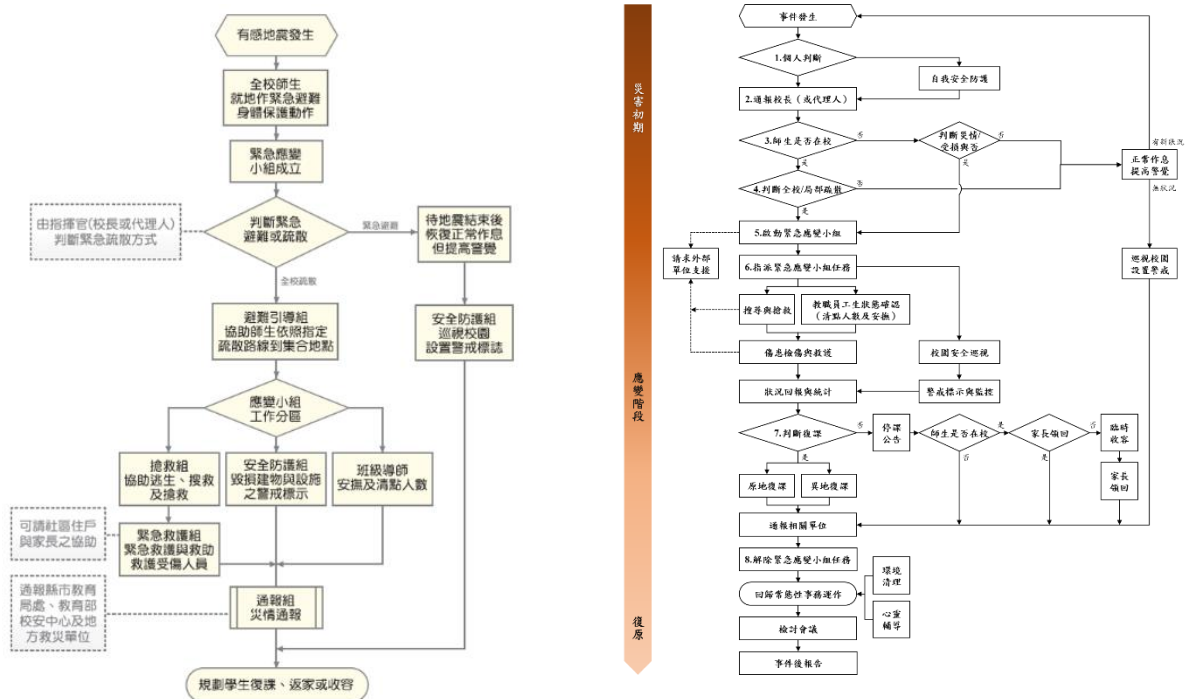 有感地震發生
全校師生
就地作緊急避難
身體保護動作
緊急應變
小組成立
由指揮官(校長或代理人)
判斷緊急疏散方式
判斷緊急
避難或疏散
緊急避難
待地震結束後
恢復正常作息
但提高警覺
全校疏散
避難引導組
協助師生依照指定
疏散路線到集合地點
安全防護組
巡視校園
設置警戒標誌
應變小組
工作分區
搶救組
協助逃生、搜救
及搶救
安全防護組
毀損建物與設施
之警戒標示
班級導師
安撫及清點人數
可請社區住戶
與家長之協助
緊急救護組
緊急救護與救助
救護受傷人員
通報縣市教育
局處、教育部
校安中心及地
方救災單位
通報組
災情通報
規劃學生復課、返家或收容
災害初期
應變階段
復原
事件發生
1.個人判斷
自我安全防護
2.通報校長（或代理人）
3.師生是否在校
否
判斷災情/
受損與否
否
是
是
有新狀況
正常作息
提高警覺
無狀況
4.判斷全校/局部疏散
否
是
5.啟動緊急應變小組
請求外部
單位支援
6.指派緊急應變小組任務
巡視校園
設置警戒
搜尋與搶救
教職員工生狀態確認
（清點人數及安撫）
傷患檢傷與救護
校園安全巡視
狀況回報與統計
警戒標示與監控
7.判斷復課
否
停課
公告
師生是否在校
是
家長領回
否
臨時
收容
是
否
是
原地復課
異地復課
家長
領回
通報相關單位
8.解除緊急應變小組任務
環境
清理
回歸常態性事務運作
心靈
輔導
檢討會議
事件後報告